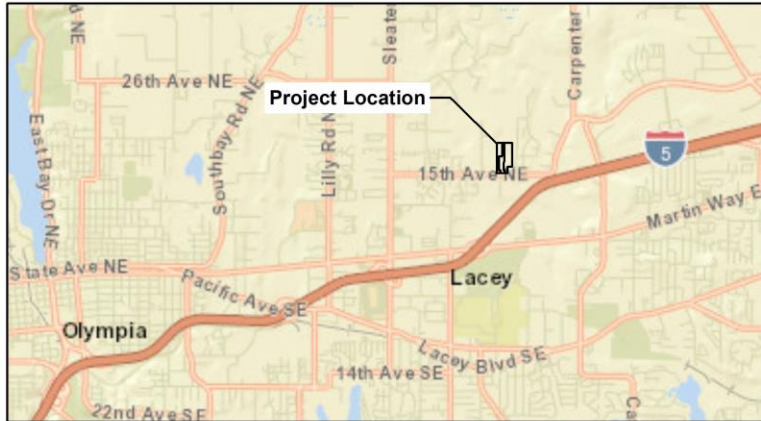 d NE
Sleater
Carpenter
26th Ave NE
Southbay Rd NE
Project Location
East Bay Dr NE
Lilly Rd N
5
15th Ave NE
Martin Way E
State Ave NE
Pacific Ave SE
Lacey
Olympia
Lacey Blvd SE
14th Ave SE
22nd Ave SE
Ca